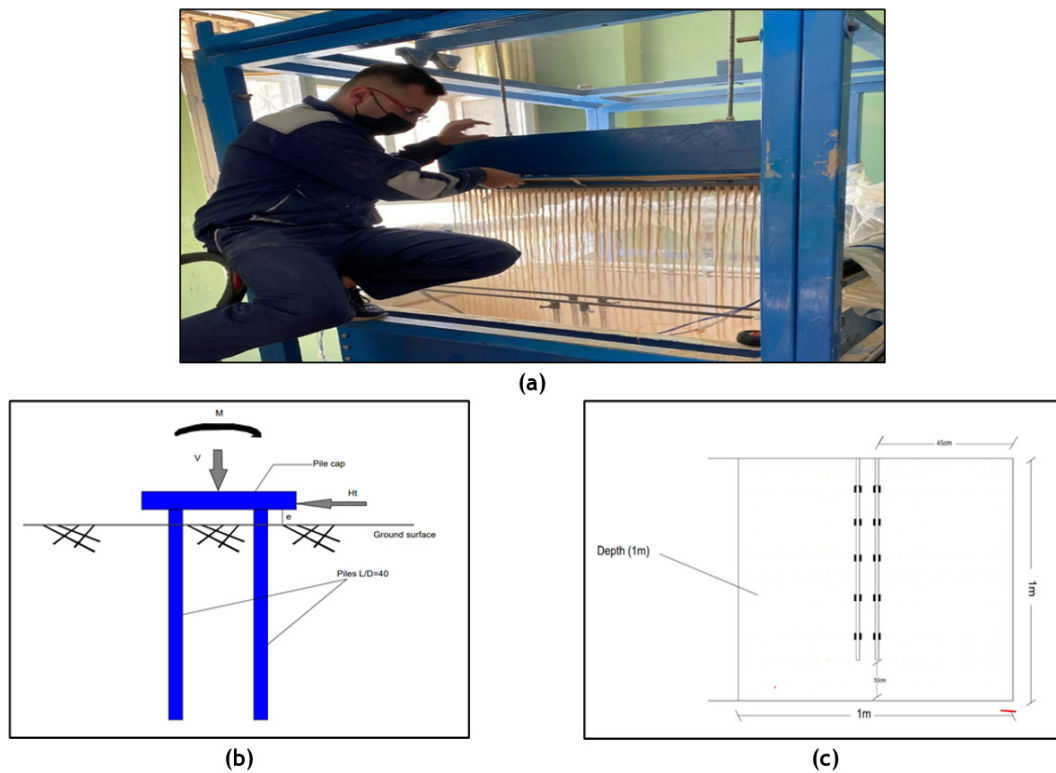 (a)
M
V
Pile cap
Ht
e
Ground surface
Piles L/D=40
(b)
45cm
Depth (1m)
1m
30cm
1m
(c)